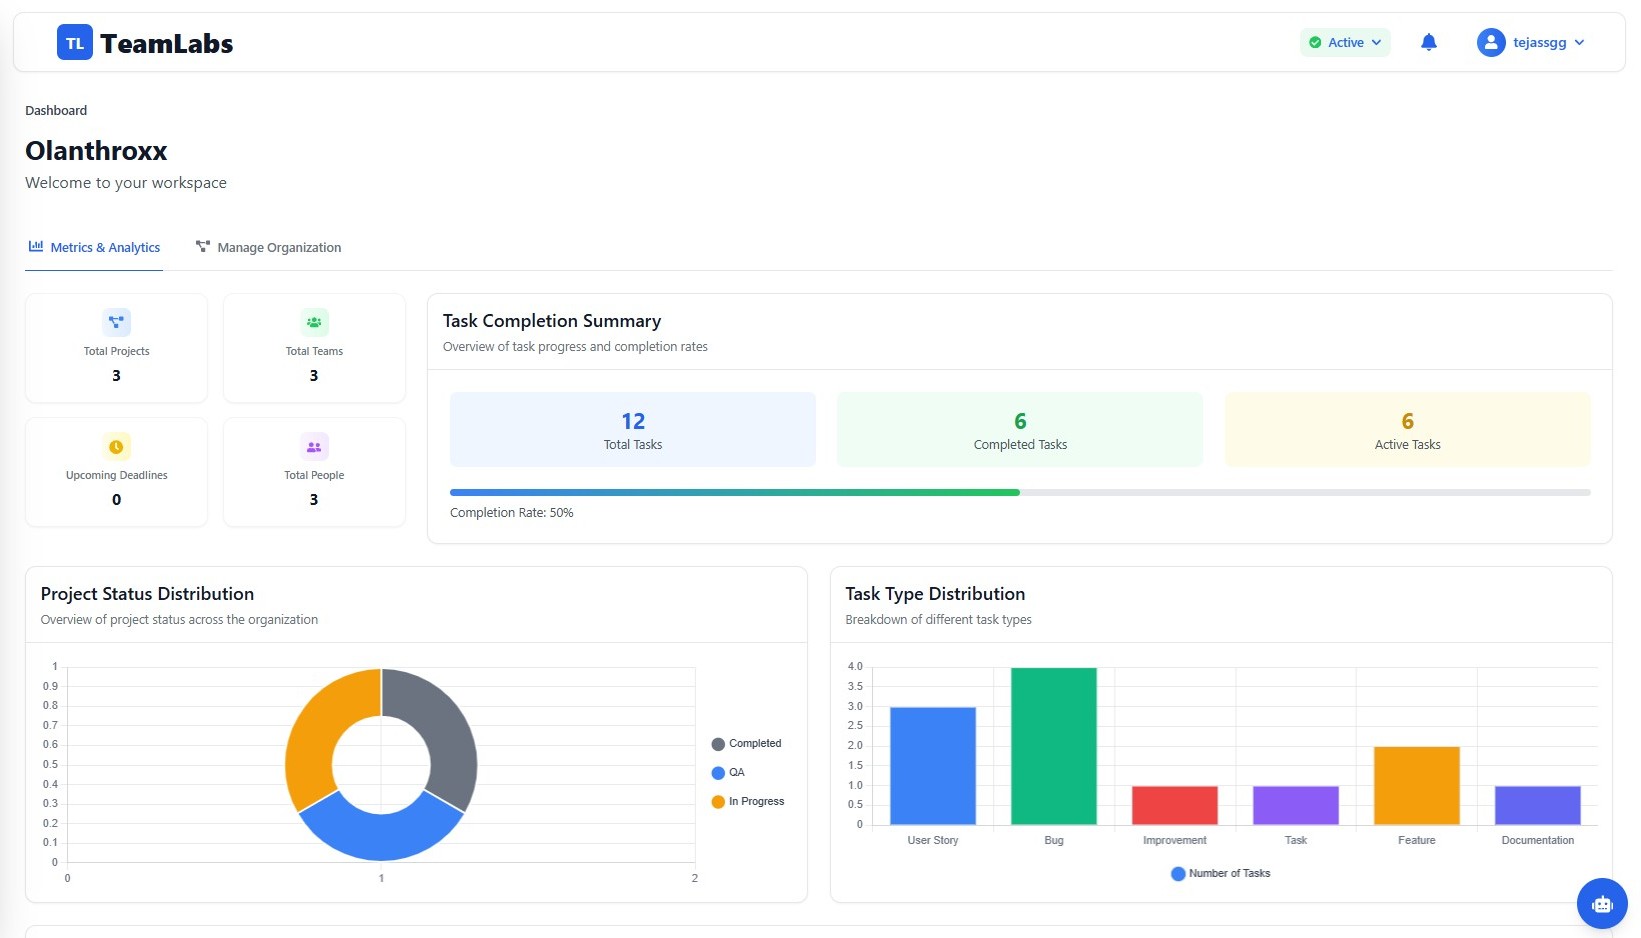 TL TeamLabs
Active
tejassgg
Dashboard
Olanthroxx
Welcome to your workspace
Metrics & Analytics
Manage Organization
Total Projects
3
Total Teams
3
Upcoming Deadlines
0
Total People
3
Task Completion Summary
Overview of task progress and completion rates
12
Total Tasks
6
Completed Tasks
6
Active Tasks
Completion Rate: 50%
Project Status Distribution
Overview of project status across the organization
1
0.9
0.8
0.7
0.6
0.5
0.4
0.3
0.2
0.1
0
0 1 2
Completed
QA
In Progress
Task Type Distribution
Breakdown of different task types
4.0
3.5
3.0
2.5
2.0
1.5
1.0
0.5
0
User Story Bug Improvement Task Feature Documentation
Number of Tasks